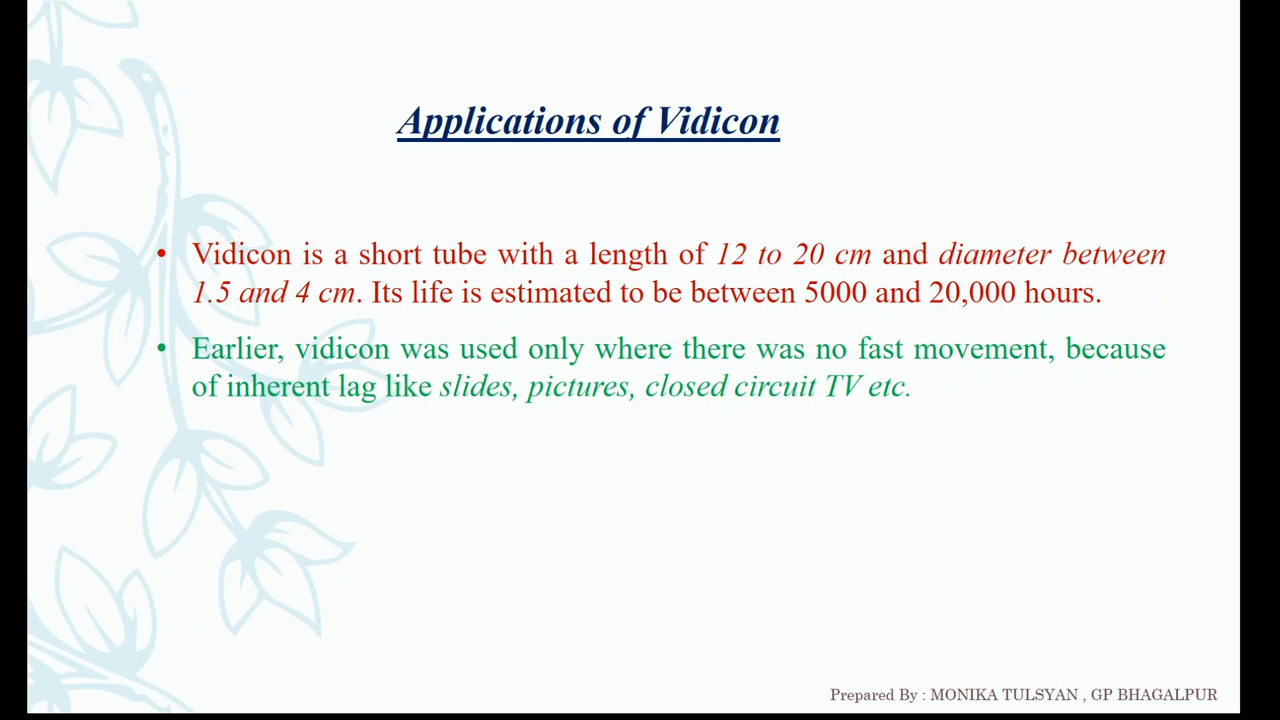 Applications of Vidicon
• Vidicon is a short tube with a length of 12 to 20 cm and diameter between
1.5 and 4 cm. Its life is estimated to be between 5000 and 20,000 hours.
• Earlier, vidicon was used only where there was no fast movement, because
of inherent lag like slides, pictures, closed circuit TV etc.
Prepared By : MONIKA TULSYAN , GP BHAGALPUR